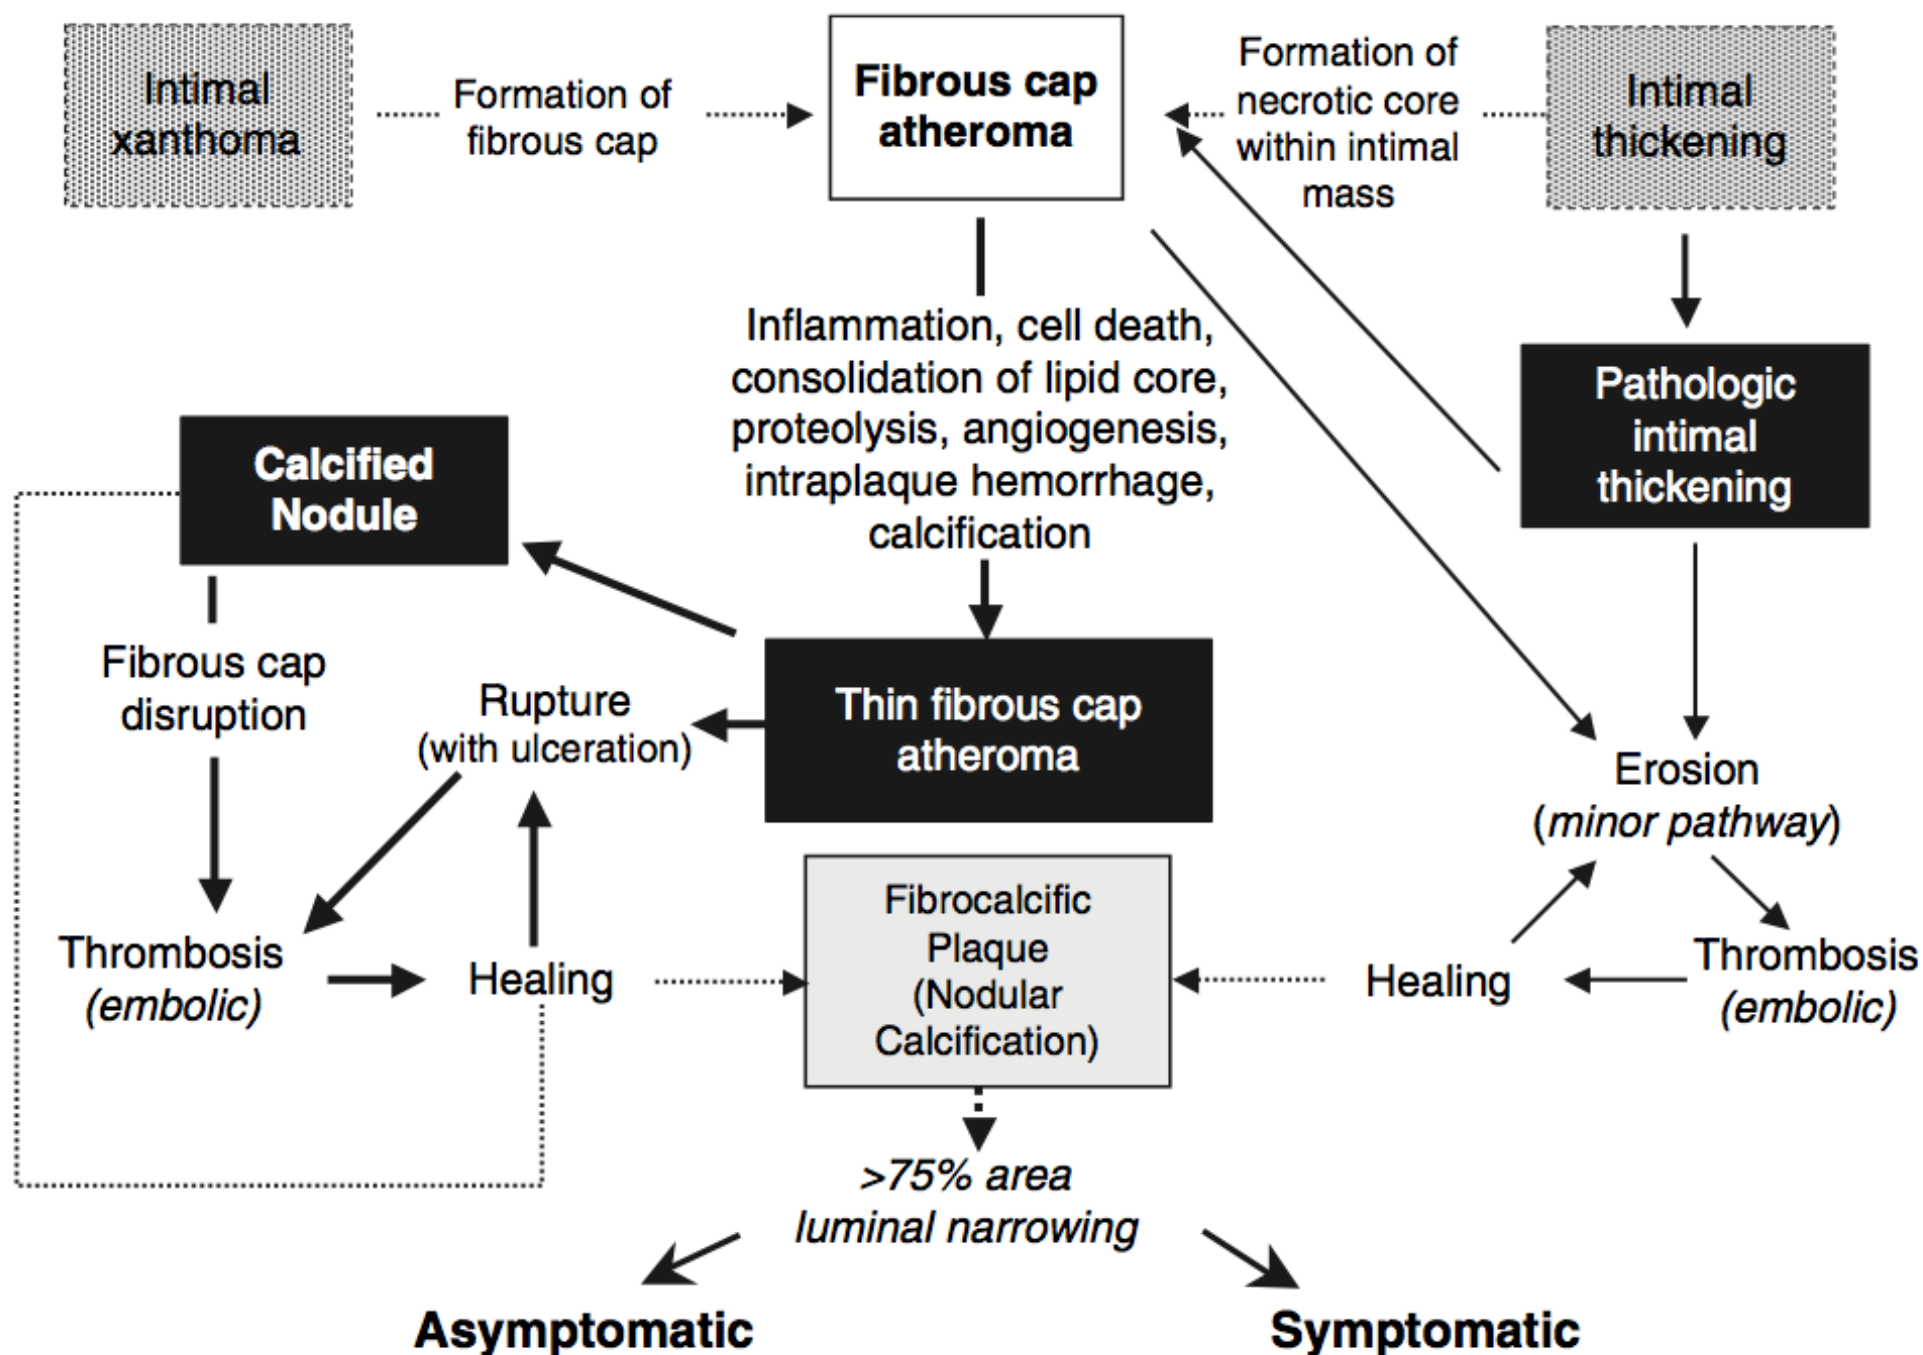 Intimal
xanthoma
Formation of
fibrous cap
Fibrous cap
atheroma
Formation of
necrotic core
within intimal
mass
Intimal
thickening
Inflammation, cell death,
consolidation of lipid core,
proteolysis, angiogenesis,
intraplaque hemorrhage,
calcification
Pathologic
intimal
thickening
Calcified
Nodule
Fibrous cap
disruption
Rupture
(with ulceration)
Thin fibrous cap
atheroma
Erosion
(minor pathway)
Thrombosis
(embolic)
Healing
Fibrocalcific
Plaque
(Nodular
Calcification)
Healing
Thrombosis
(embolic)
>75% area
luminal narrowing
Asymptomatic
Symptomatic